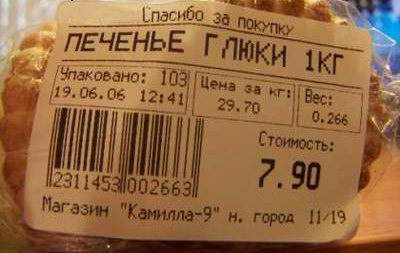 Спасибо за покупку
ПЕЧЕНЬЕ ГЛЮКИ 1КГ
Упаковано: 103
19.06.06 12:41
Цена за кг:
29.70
Вес:
0.266
Стоимость:
7.90
2311453 002663
Магазин "Камилла-9" н. город 11/19